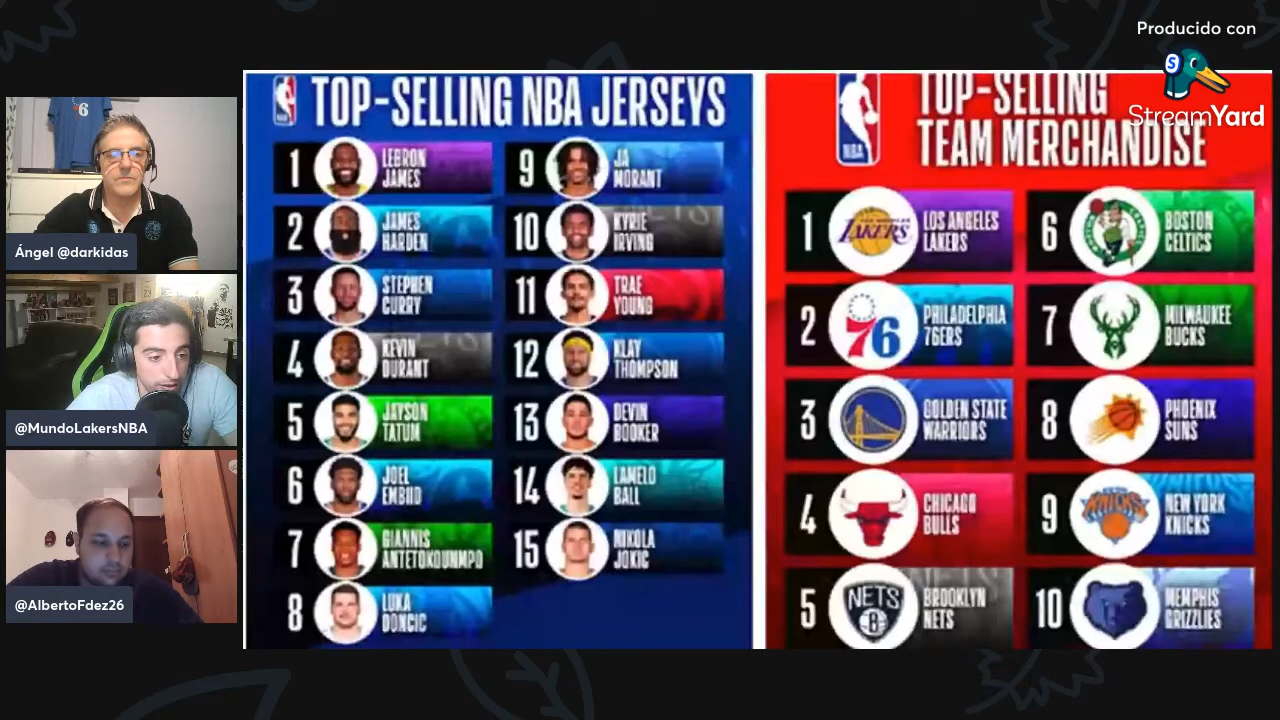 Producido con
StreamYard
Ángel @darkidas
@MundoLakersNBA
@AlbertoFdez26
TOP-SELLING NBA JERSEYS
1
LEBRON
JAMES
2
JAMES
HARDEN
3
STEPHEN
CURRY
4
KEVIN
DURANT
5
JAYSON
TATUM
6
JOEL
EMBIID
7
GIANNIS
ANTETOKOUNMPO
8
LUKA
DONCIC
9
JA
MORANT
10
KYRIE
IRVING
11
TRAE
YOUNG
12
KLAY
THOMPSON
13
DEVIN
BOOKER
14
LAMELO
BALL
15
NIKOLA
JOKIC
NBA
TOP-SELLING
TEAM MERCHANDISE
1
LAKERS
LOS ANGELES
LAKERS
2
76
PHILADELPHIA
76ERS
3
GOLDEN STATE
WARRIORS
4
CHICAGO
BULLS
5
NETS
B
BROOKLYN
NETS
6
BOSTON
CELTICS
7
MILWAUKEE
BUCKS
8
PHOENIX
SUNS
9
KNICKS
NEW YORK
KNICKS
10
MEMPHIS
GRIZZLIES